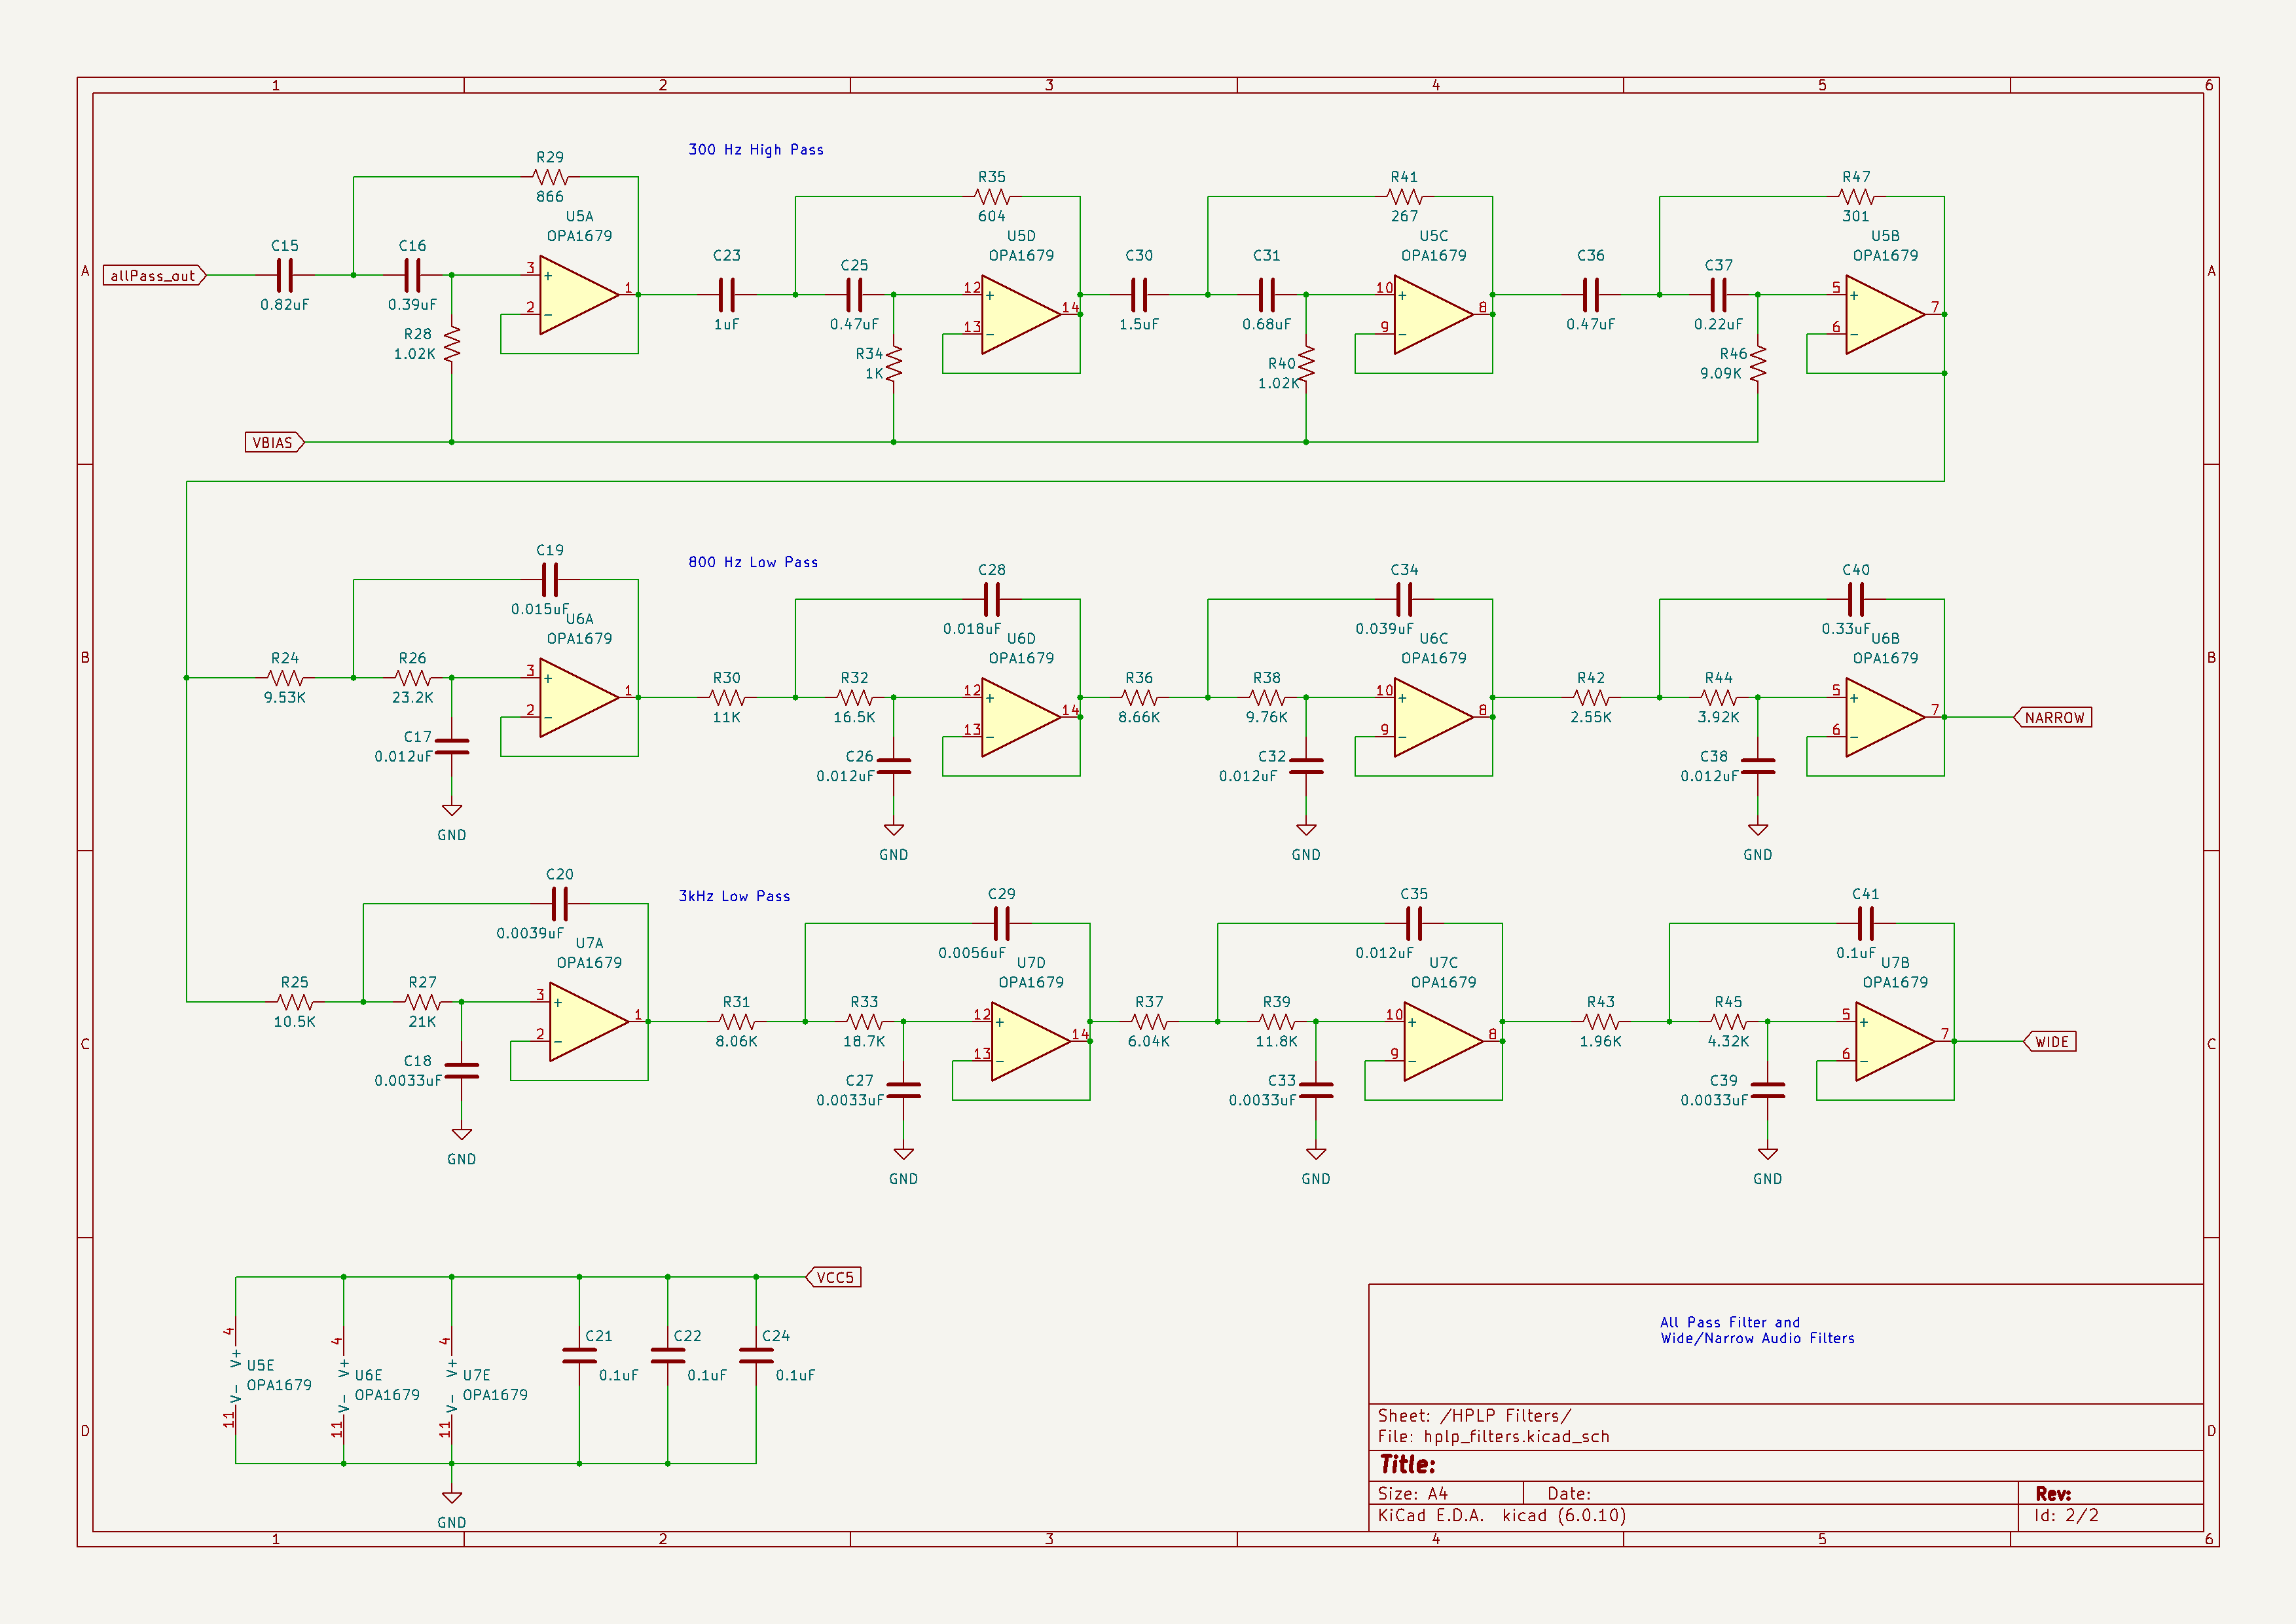 1 2 3 4 5 6
300 Hz High Pass
R29
866
U5A
OPA1679
R35
604
U5D
OPA1679
R41
267
U5C
OPA1679
R47
301
U5B
OPA1679
A A
allPass_out
C15
0.82uF
C16
0.39uF
3
+
2
−
1
R28
1.02K
C23
1uF
C25
0.47uF
12
+
13
−
14
R34
1K
C30
1.5uF
C31
0.68uF
10
+
9
−
8
R40
1.02K
C36
0.47uF
C37
0.22uF
5
+
6
−
7
R46
9.09K
VBIAS
800 Hz Low Pass
C19
0.015uF
U6A
OPA1679
C28
0.018uF
U6D
OPA1679
C34
0.039uF
U6C
OPA1679
C40
0.33uF
U6B
OPA1679
B B
R24
9.53K
R26
23.2K
3
+
2
−
1
C17
0.012uF
GND
R30
11K
R32
16.5K
12
+
13
−
14
C26
0.012uF
GND
R36
8.66K
R38
9.76K
10
+
9
−
8
C32
0.012uF
GND
R42
2.55K
R44
3.92K
5
+
6
−
7
C38
0.012uF
GND
NARROW
3kHz Low Pass
C20
0.0039uF
U7A
OPA1679
C29
0.0056uF
U7D
OPA1679
C35
0.012uF
U7C
OPA1679
C41
0.1uF
U7B
OPA1679
C C
R25
10.5K
R27
21K
3
+
2
−
1
C18
0.0033uF
GND
R31
8.06K
R33
18.7K
12
+
13
−
14
C27
0.0033uF
GND
R37
6.04K
R39
11.8K
10
+
9
−
8
C33
0.0033uF
GND
R43
1.96K
R45
4.32K
5
+
6
−
7
C39
0.0033uF
GND
WIDE
VCC5
4
V+
U5E
OPA1679
V−
11
4
V+
U6E
OPA1679
V−
11
4
V+
U7E
OPA1679
V−
11
C21
0.1uF
C22
0.1uF
C24
0.1uF
GND
D D
All Pass Filter and
Wide/Narrow Audio Filters
Sheet: /HPLP Filters/
File: hplp_filters.kicad_sch
Title:
Size: A4 Date: Rev:
KiCad E.D.A. kicad (6.0.10) Id: 2/2
1 2 3 4 5 6